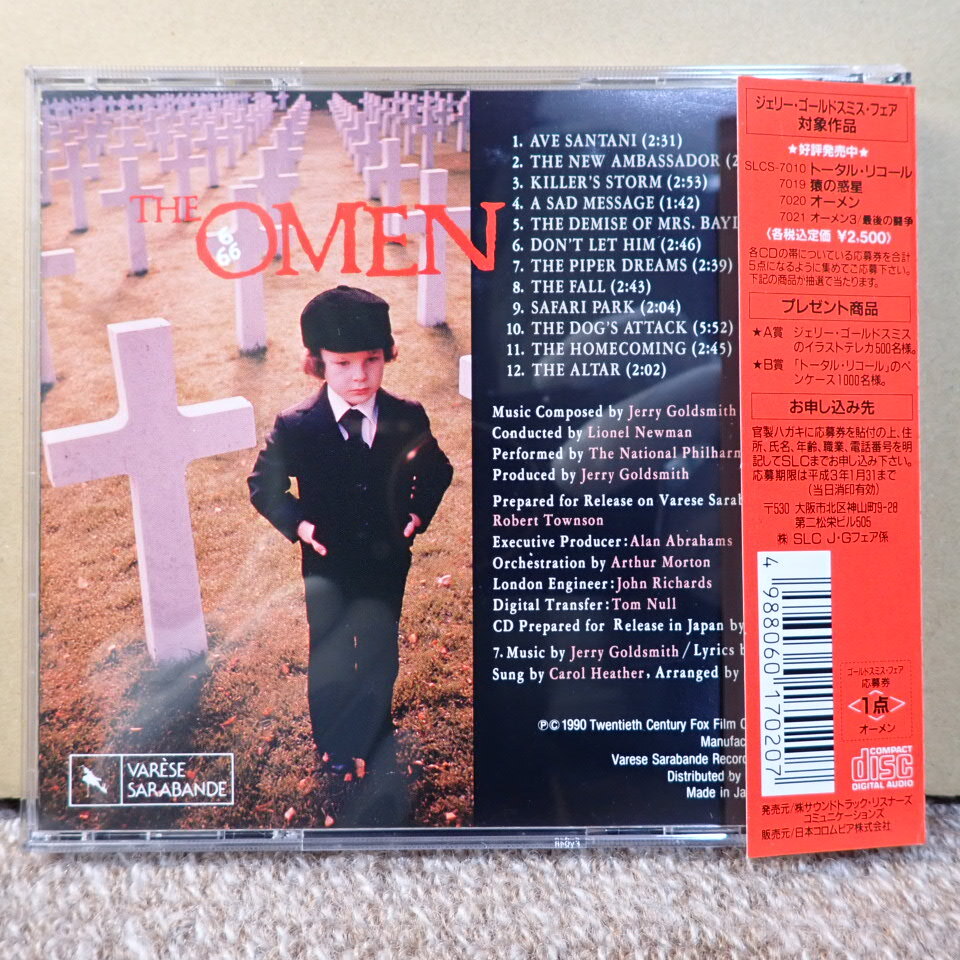 THE OMEN
6
66
1. AVE SANTANI (2:31)
2. THE NEW AMBASSADOR (2
3. KILLER'S STORM (2:53)
4. A SAD MESSAGE (1:42)
5. THE DEMISE OF MRS. BAYL
6. DON'T LET HIM (2:46)
7. THE PIPER DREAMS (2:39)
8. THE FALL (2:43)
9. SAFARI PARK (2:04)
10. THE DOG'S ATTACK (5:52)
11. THE HOMECOMING (2:45)
12. THE ALTAR (2:02)
Music Composed by Jerry Goldsmith
Conducted by Lionel Newman
Performed by The National Philharm
Produced by Jerry Goldsmith
Prepared for Release on Varese Sarab
Robert Townson
Executive Producer: Alan Abrahams
Orchestration by Arthur Morton
London Engineer: John Richards
Digital Transfer: Tom Null
CD Prepared for Release in Japan by
7. Music by Jerry Goldsmith/Lyrics b
Sung by Carol Heather, Arranged by
℗© 1990 Twentieth Century Fox Film C
Manufac
Varese Sarabande Recor
Distributed by
Made in Ja
VARÈSE
SARABANDE
ジェリー・ゴールドスミス・フェア
対象作品
★好評発売中★
SLCS-7010 トータル・リコール
7019 猿の惑星
7020 オーメン
7021 オーメン3/最後の闘争
(各税込定価 ¥2,500)
各CDの帯についている応募券を合計
5点になるように集めてご応募下さい。
下記の商品が抽選で当たります。
プレゼント商品
★A賞 ジェリー・ゴールドスミス
のイラストテレカ500名様。
★B賞 「トータル・リコール」のペ
ンケース1000名様。
お申し込み先
官製ハガキに応募券を貼付の上、住
所、氏名、年齢、職業、電話番号を明
記してSLCまでお申し込み下さい。
応募期限は平成3年1月31まで
(当日消印有効)
〒530 大阪市北区神山町9-28
第二松栄ビル505
㈱ SLC J・Gフェア係
4 988060 170207
ゴールドスミス・フェア
応募券
1点
オーメン
COMPACT
disc
DIGITAL AUDIO
発売元/㈱サウンドトラック・リスナーズ
コミュニケーションズ
販売元/日本コロムビア株式会社